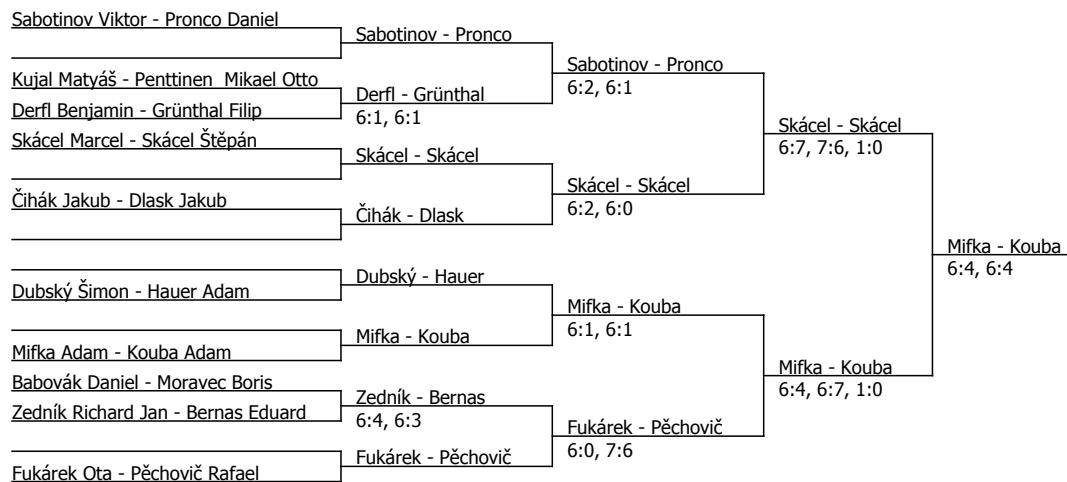 Sabotinov Viktor - Pronco Daniel
Kujal Matyáš - Penttinen  Mikael Otto
Derfl Benjamin - Grünthal Filip
Skácel Marcel - Skácel Štěpán
Čihák Jakub - Dlask Jakub
Dubský Šimon - Hauer Adam
Mifka Adam - Kouba Adam
Babovák Daniel - Moravec Boris
Zedník Richard Jan - Bernas Eduard
Fukárek Ota - Pěchovič Rafael
Sabotinov - Pronco
Derfl - Grünthal
6:1, 6:1
Skácel - Skácel
Čihák - Dlask
Dubský - Hauer
Mifka - Kouba
Zedník - Bernas
6:4, 6:3
Fukárek - Pěchovič
Sabotinov - Pronco
6:2, 6:1
Skácel - Skácel
6:2, 6:0
Mifka - Kouba
6:1, 6:1
Fukárek - Pěchovič
6:0, 7:6
Skácel - Skácel
6:7, 7:6, 1:0
Mifka - Kouba
6:4, 6:7, 1:0
Mifka - Kouba
6:4, 6:4